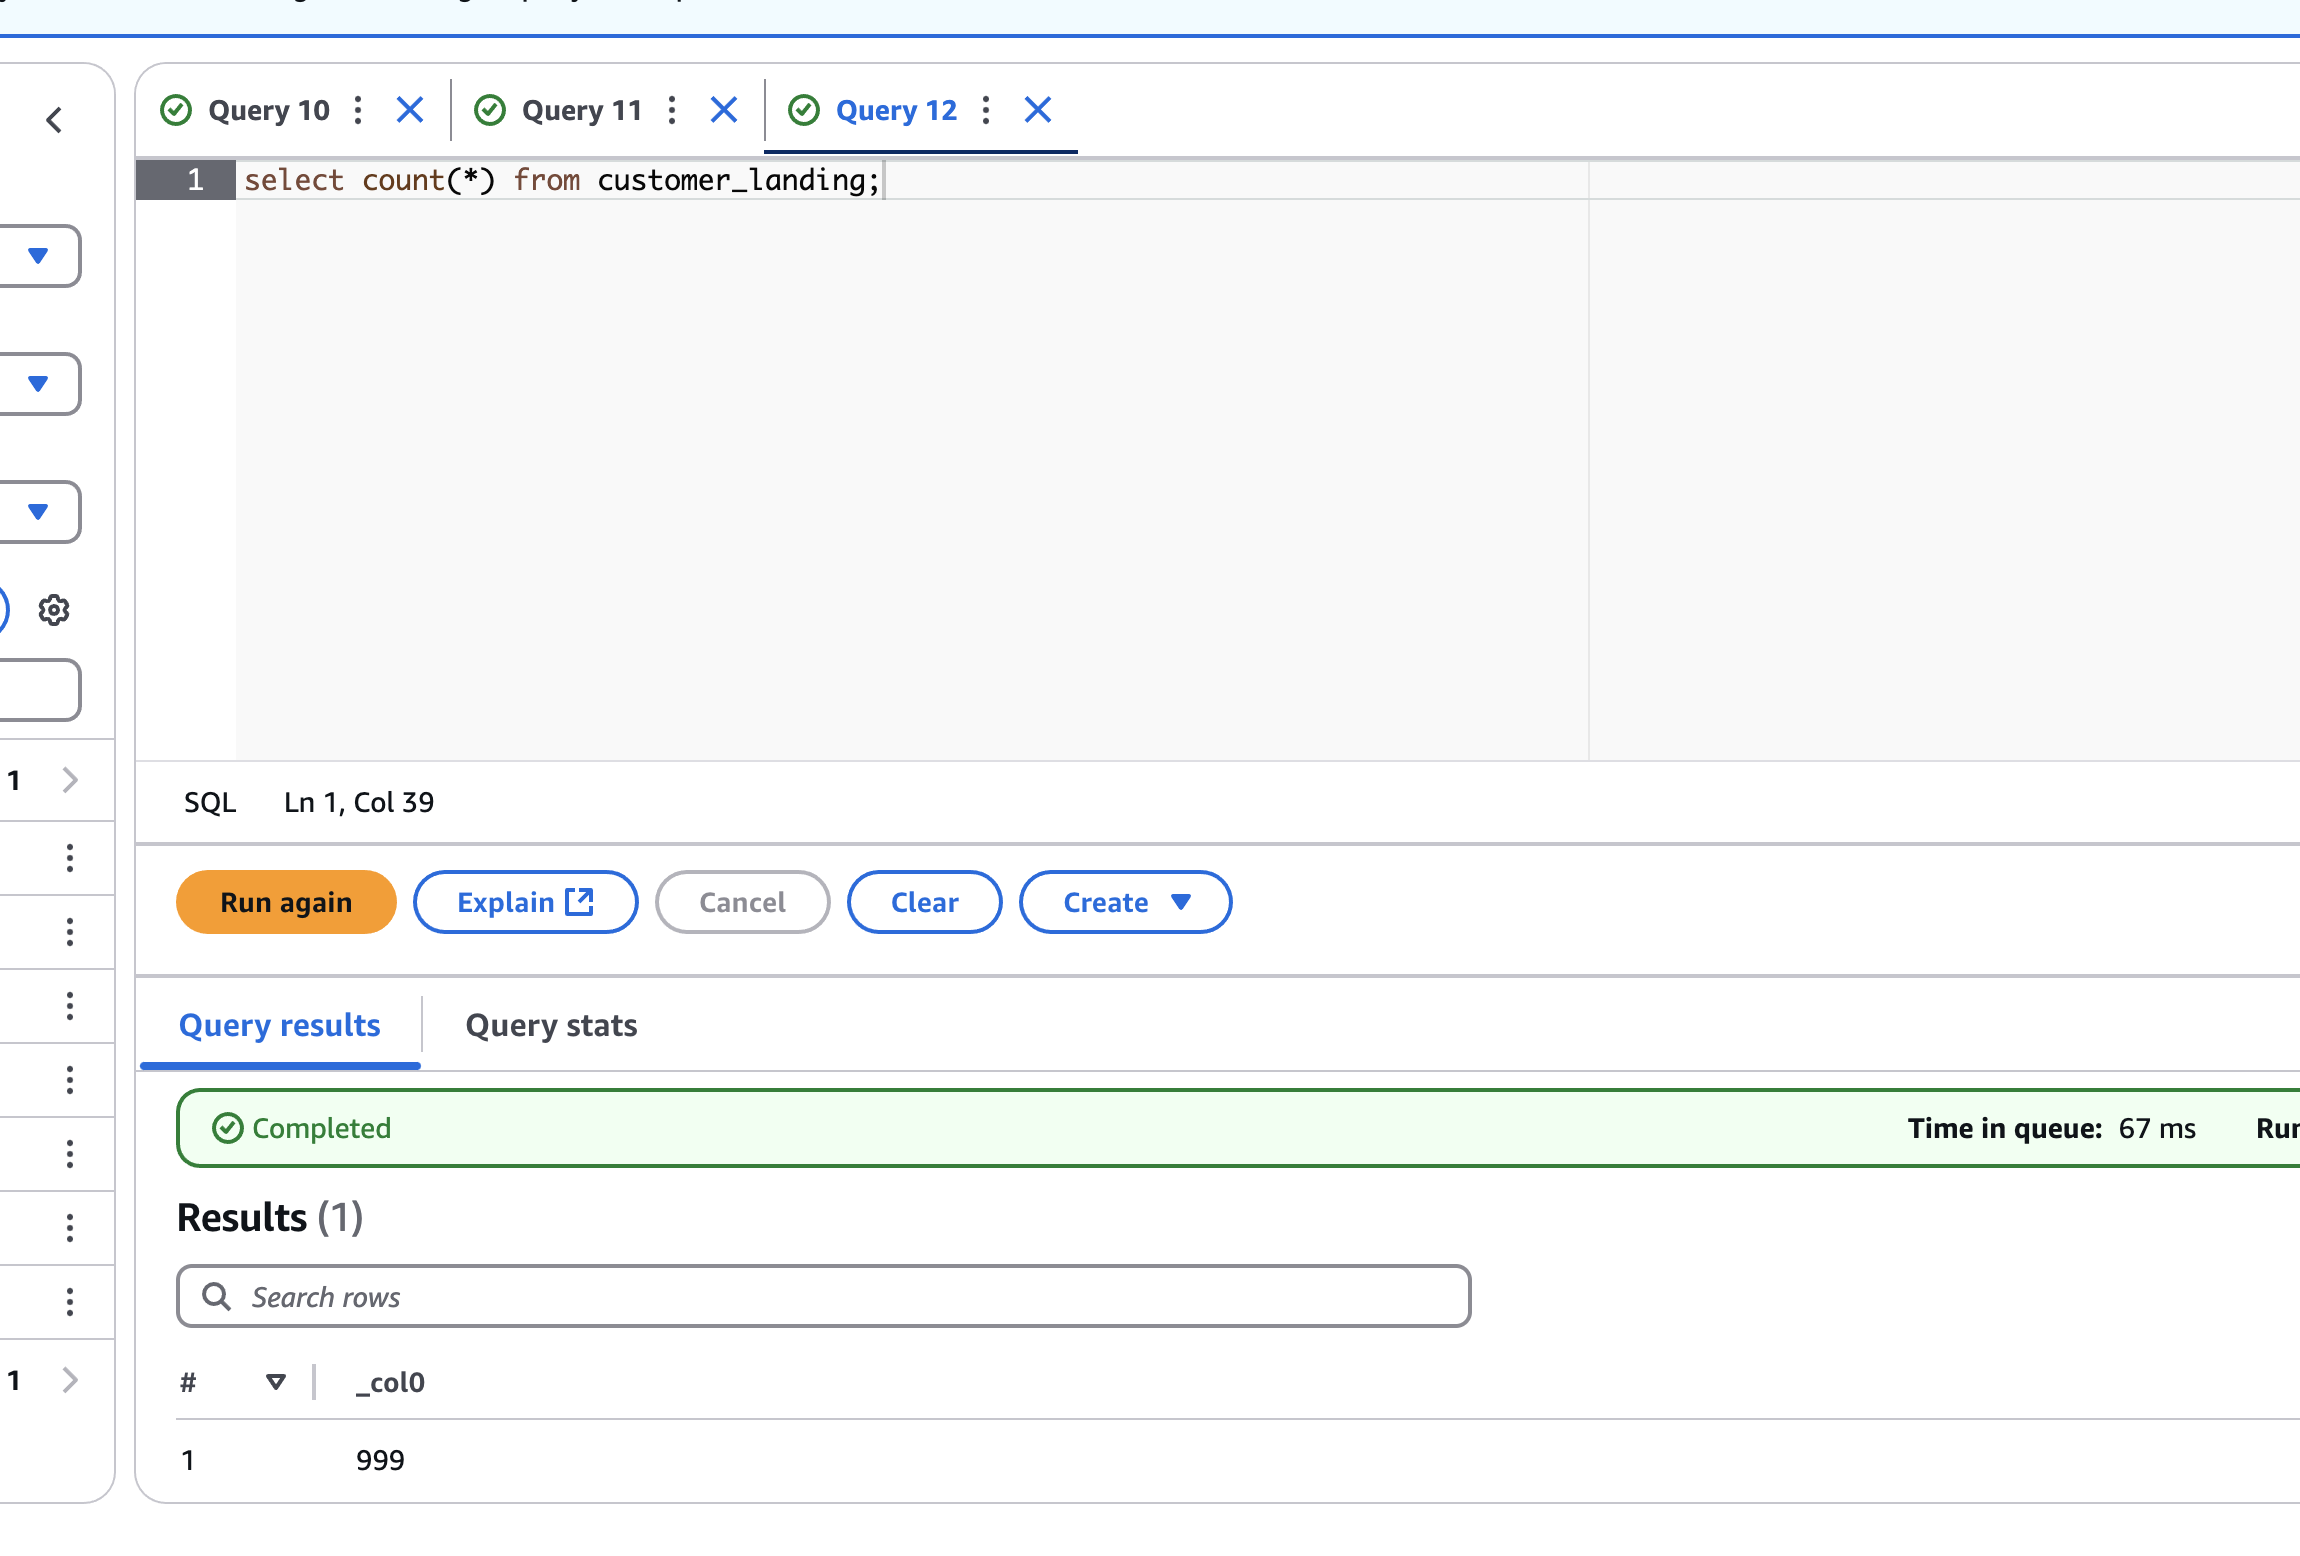 Query 10 Query 11 Query 12
1 select count(*) from customer_landing;
SQL Ln 1, Col 39
Run again Explain Cancel Clear Create
1
Query results Query stats
Completed Time in queue: 67 ms
Results (1)
Search rows
# _col0
1
1 999